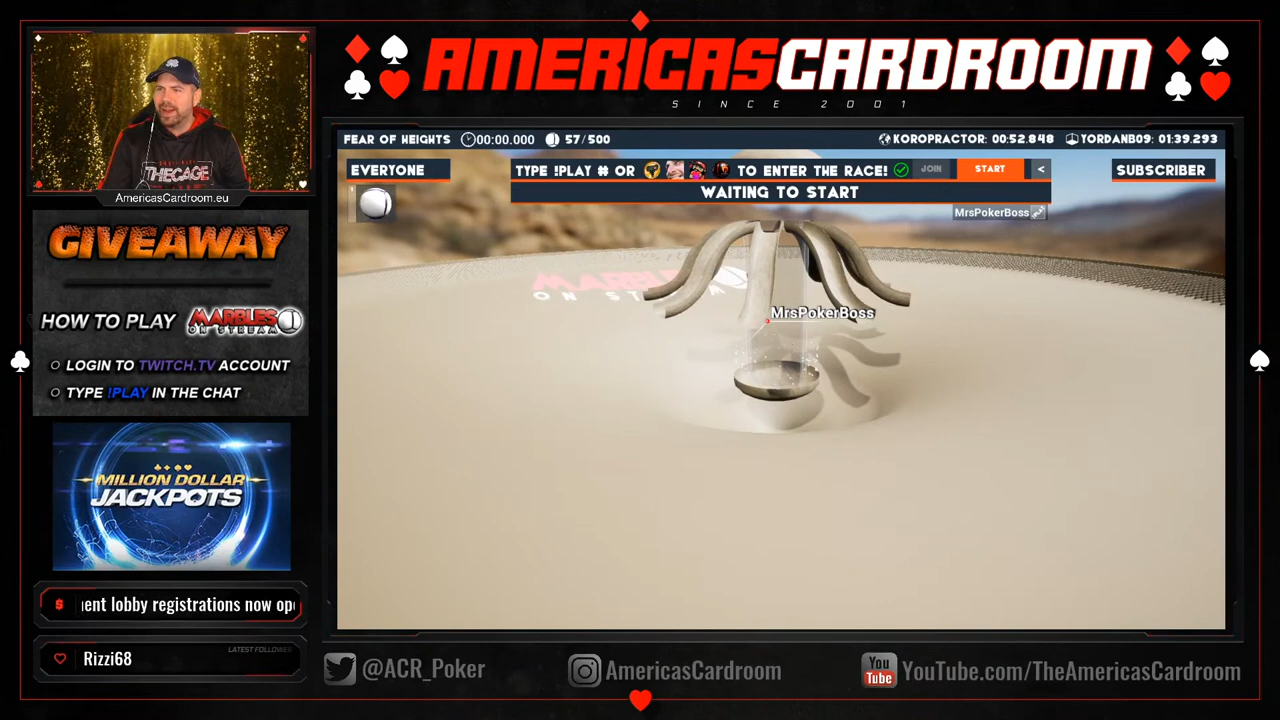 AMERICASCARDROOM
SINCE 2001
THECAGE
AmericasCardroom.eu
GIVEAWAY
HOW TO PLAY MARBLES ON STREAM
LOGIN TO TWITCH.TV ACCOUNT
TYPE !PLAY IN THE CHAT
MILLION DOLLAR
JACKPOTS
$ ent lobby registrations now op
LATEST FOLLOWER
Rizzi68
FEAR OF HEIGHTS 00:00.000 57/500 KOROPRACTOR: 00:52.848 YORDANB09: 01:39.293
EVERYONE
TYPE !PLAY # OR TO ENTER THE RACE! JOIN START <
SUBSCRIBER
WAITING TO START
MrsPokerBoss
MARBLES
ON STREAM
MrsPokerBoss
@ACR_Poker
AmericasCardroom
You Tube YouTube.com/TheAmericasCardroom